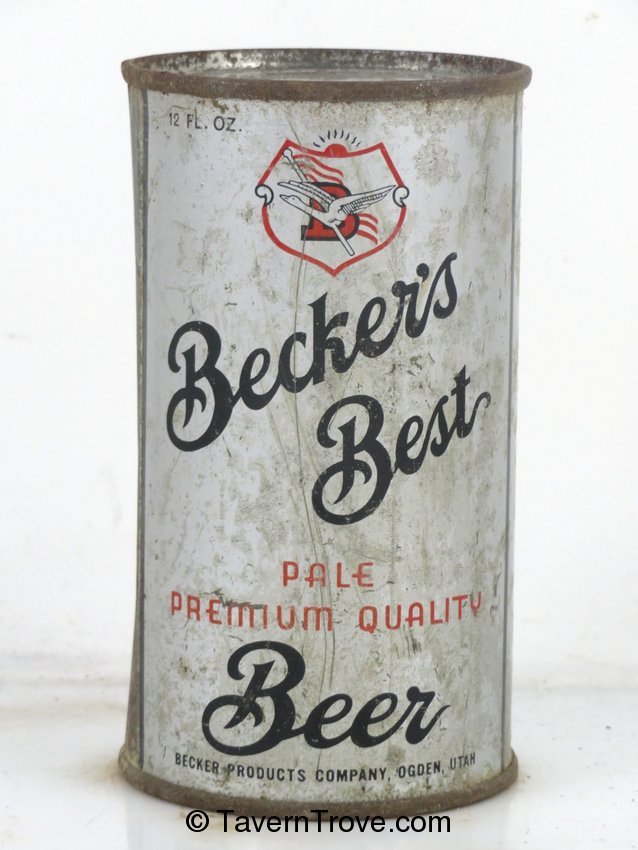 12 FL. OZ.
B
Becker's
Best
PALE
PREMIUM QUALITY
Beer
BECKER PRODUCTS COMPANY, OGDEN, UTAH
© TavernTrove.com